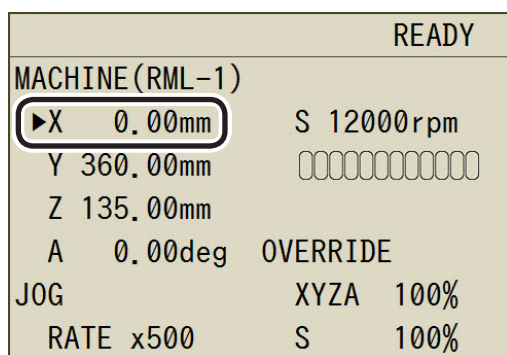 READY
MACHINE(RML-1)
▶X 0.00mm S 12000rpm
Y 360.00mm
Z 135.00mm
A 0.00deg OVERRIDE
JOG XYZA 100%
RATE x500 S 100%